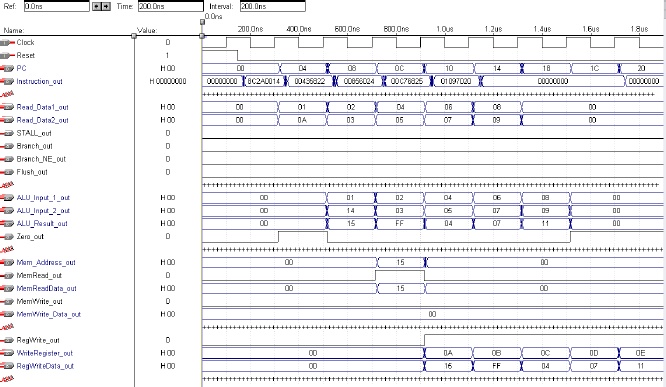 Ref: 0.0ns Time: 200.0ns Interval: 200.0ns
0.0ns
Name: Value: 200.0ns 400.0ns 600.0ns 800.0ns 1.0us 1.2us 1.4us 1.6us 1.8us
Clock 0
Reset 1
PC H 00 00 04 08 0C 10 14 18 1C 20
Instruction_out H 00000000 00000000 8C2A0014 00435822 00856024 00C76825 01097020 00000000 00000000
Read_Data1_out H 00 00 01 02 04 06 08 00
Read_Data2_out H 00 00 0A 03 05 07 09 00
STALL_out 0
Branch_out 0
Branch_NE_out 0
Flush_out 0
ALU_Input_1_out H 00 00 01 02 04 06 08 00
ALU_Input_2_out H 00 00 14 03 05 07 09 00
ALU_Result_out H 00 00 15 FF 04 07 11 00
Zero_out 0
Mem_Address_out H 00 00 15 00
MemRead_out 0
MemReadData_out H 00 00 15 00
MemWrite_out 0
MemWrite_Data_out H 00 00
RegWrite_out 0
WriteRegister_out H 00 00 0A 0B 0C 0D 0E
RegWriteData_out H 00 00 FF 04 07 11